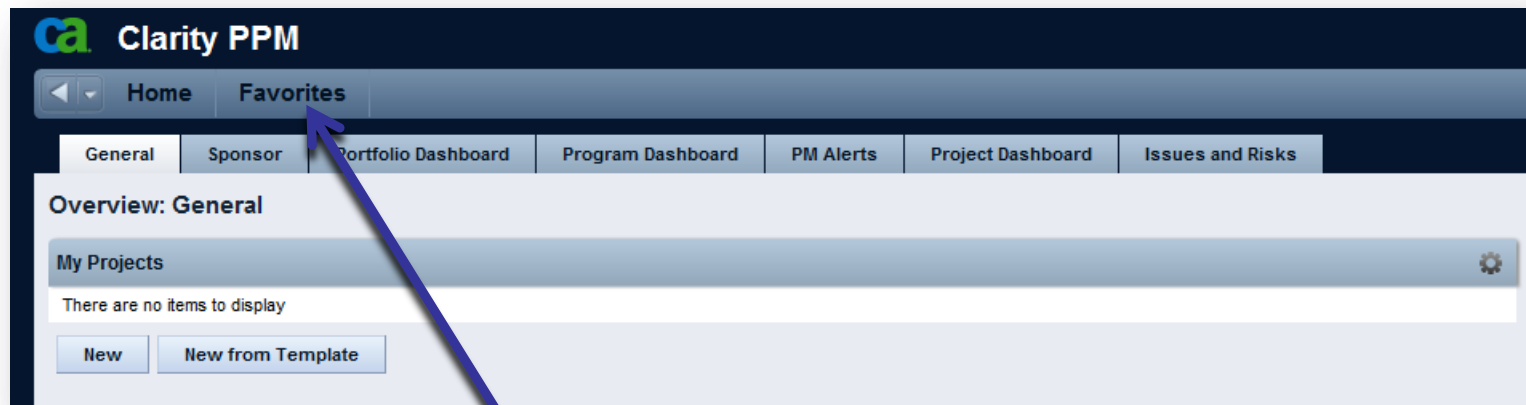 ca Clarity PPM
Home Favorites
General Sponsor Portfolio Dashboard Program Dashboard PM Alerts Project Dashboard Issues and Risks
Overview: General
My Projects
There are no items to display
New New from Template